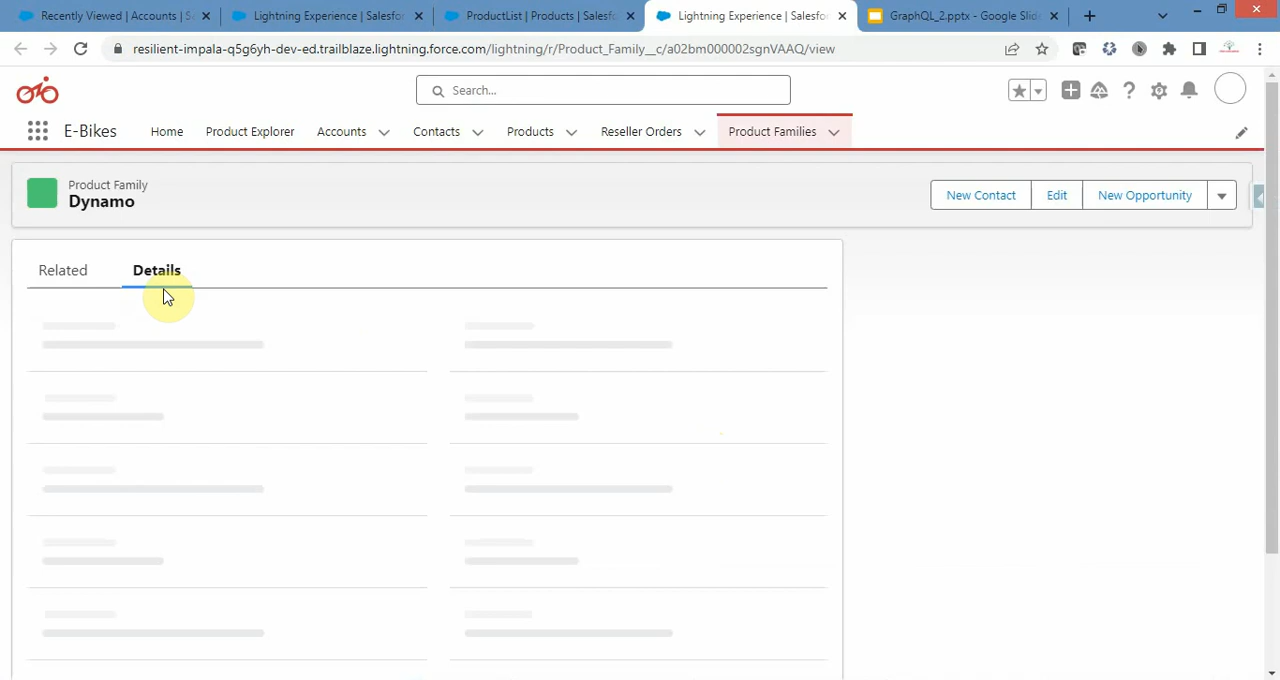 Recently Viewed | Accounts | S
Lightning Experience | Salesfor
ProductList | Products | Salesfo
Lightning Experience | Salesfor
GraphQL_2.pptx - Google Slid
resilient-impala-q5g6yh-dev-ed.trailblaze.lightning.force.com/lightning/r/Product_Family__c/a02bm000002sgnVAAQ/view
Search...
E-Bikes
Home
Product Explorer
Accounts
Contacts
Products
Reseller Orders
Product Families
Product Family
Dynamo
New Contact
Edit
New Opportunity
Related
Details